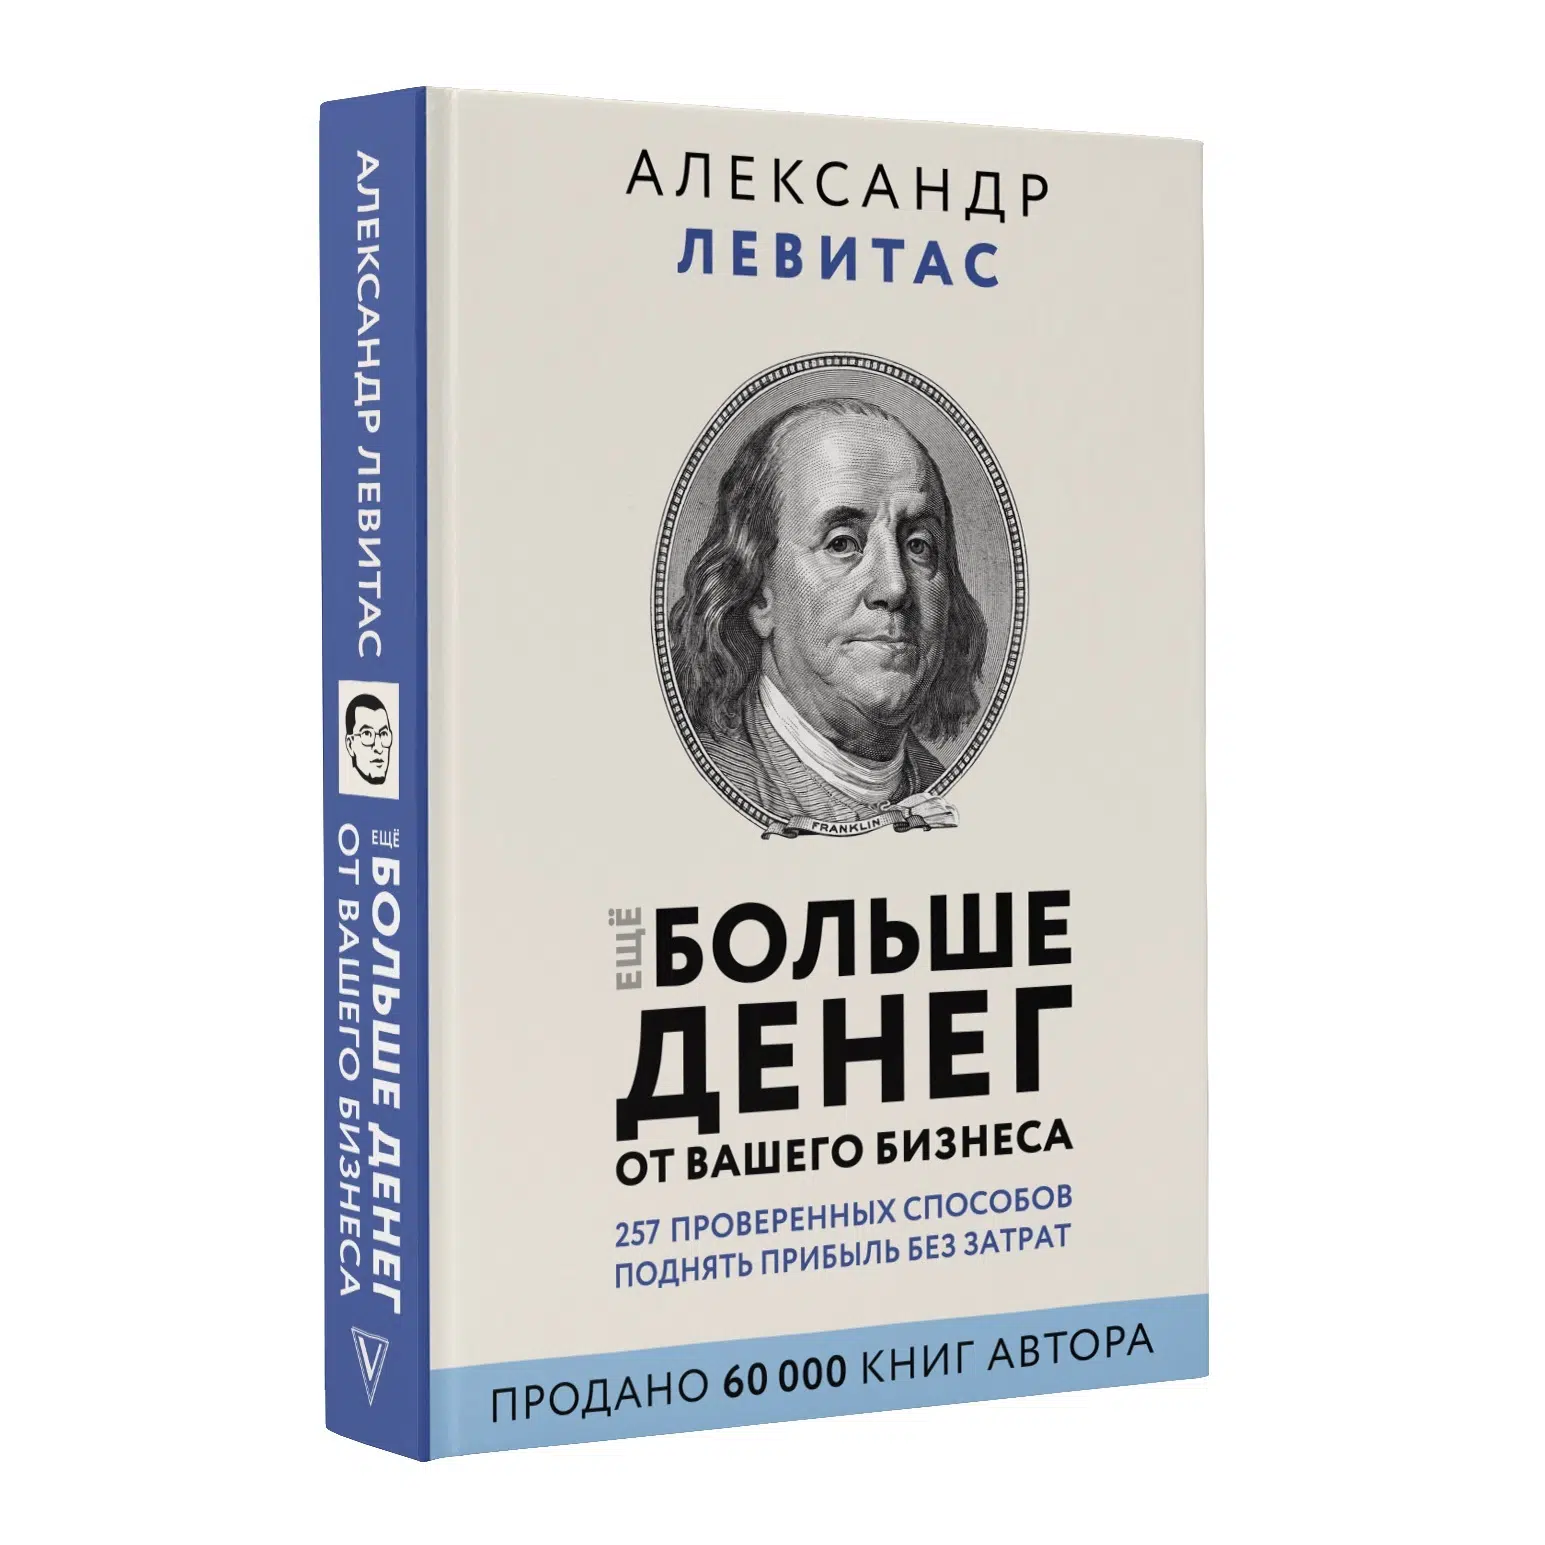 АЛЕКСАНДР
ЛЕВИТАС
FRANKLIN
ЕЩЁ БОЛЬШЕ
ДЕНЕГ
ОТ ВАШЕГО БИЗНЕСА
257 ПРОВЕРЕННЫХ СПОСОБОВ
ПОДНЯТЬ ПРИБЫЛЬ БЕЗ ЗАТРАТ
ПРОДАНО 60 000 КНИГ АВТОРА
АЛЕКСАНДР ЛЕВИТАС
ЕЩЁ БОЛЬШЕ ДЕНЕГ
ОТ ВАШЕГО БИЗНЕСА
V